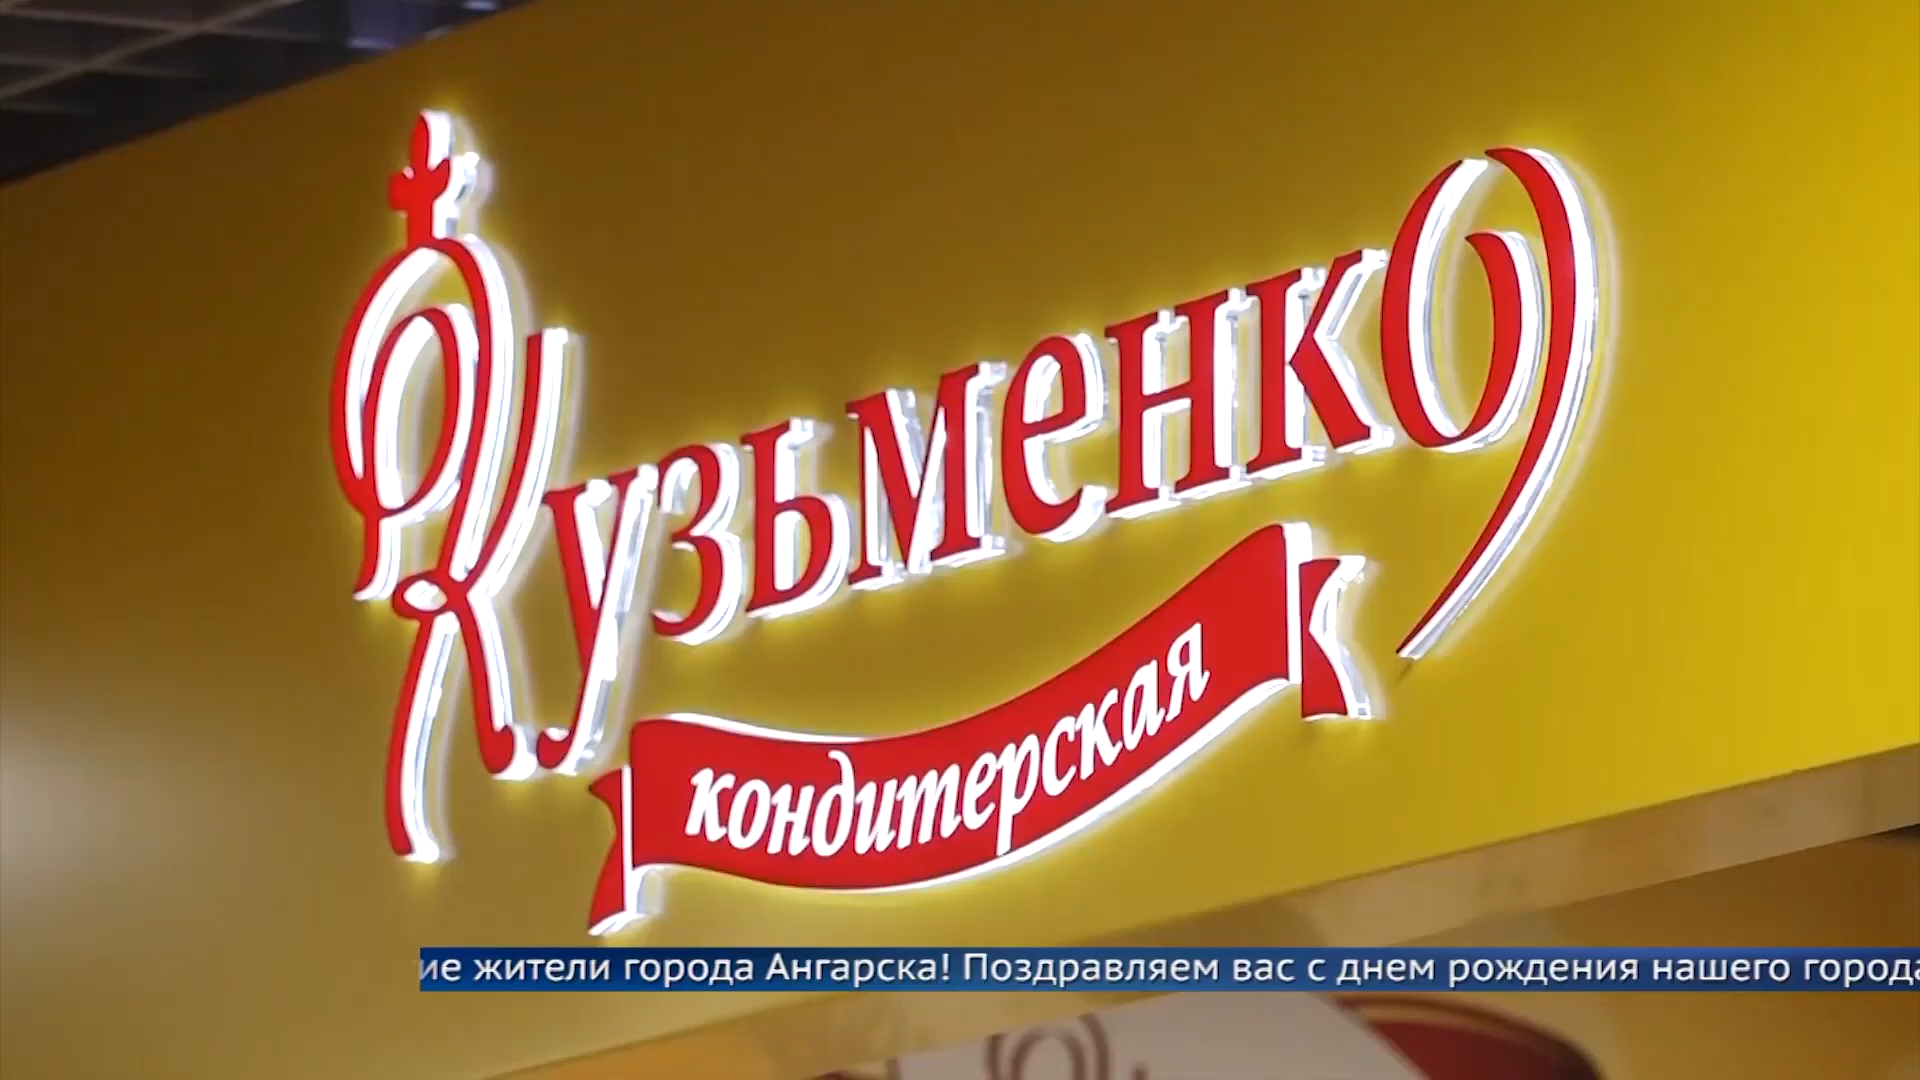 Кузьменко
кондитерская
ие жители города Ангарска! Поздравляем вас с днем рождения нашего города